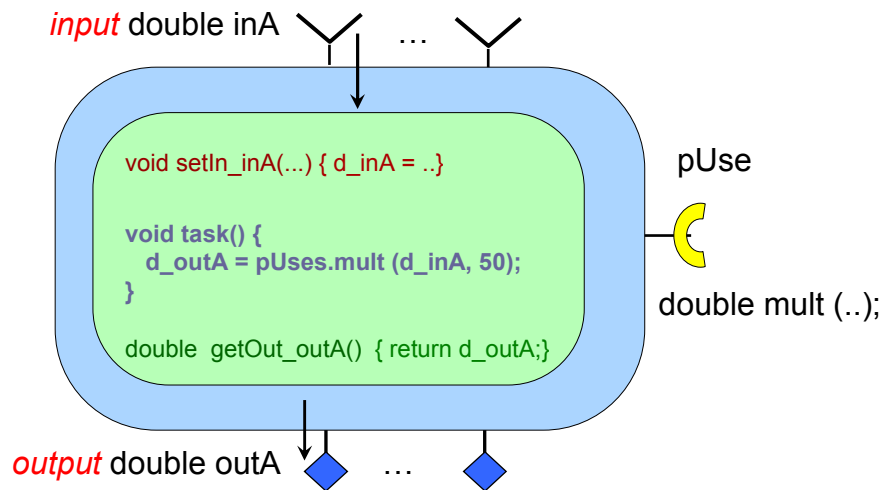 input double inA
...
void setIn_inA(...) { d_inA = ..}
pUse
void task() {
d_outA = pUses.mult (d_inA, 50);
}
double mult (..);
double getOut_outA() { return d_outA;}
output double outA
...